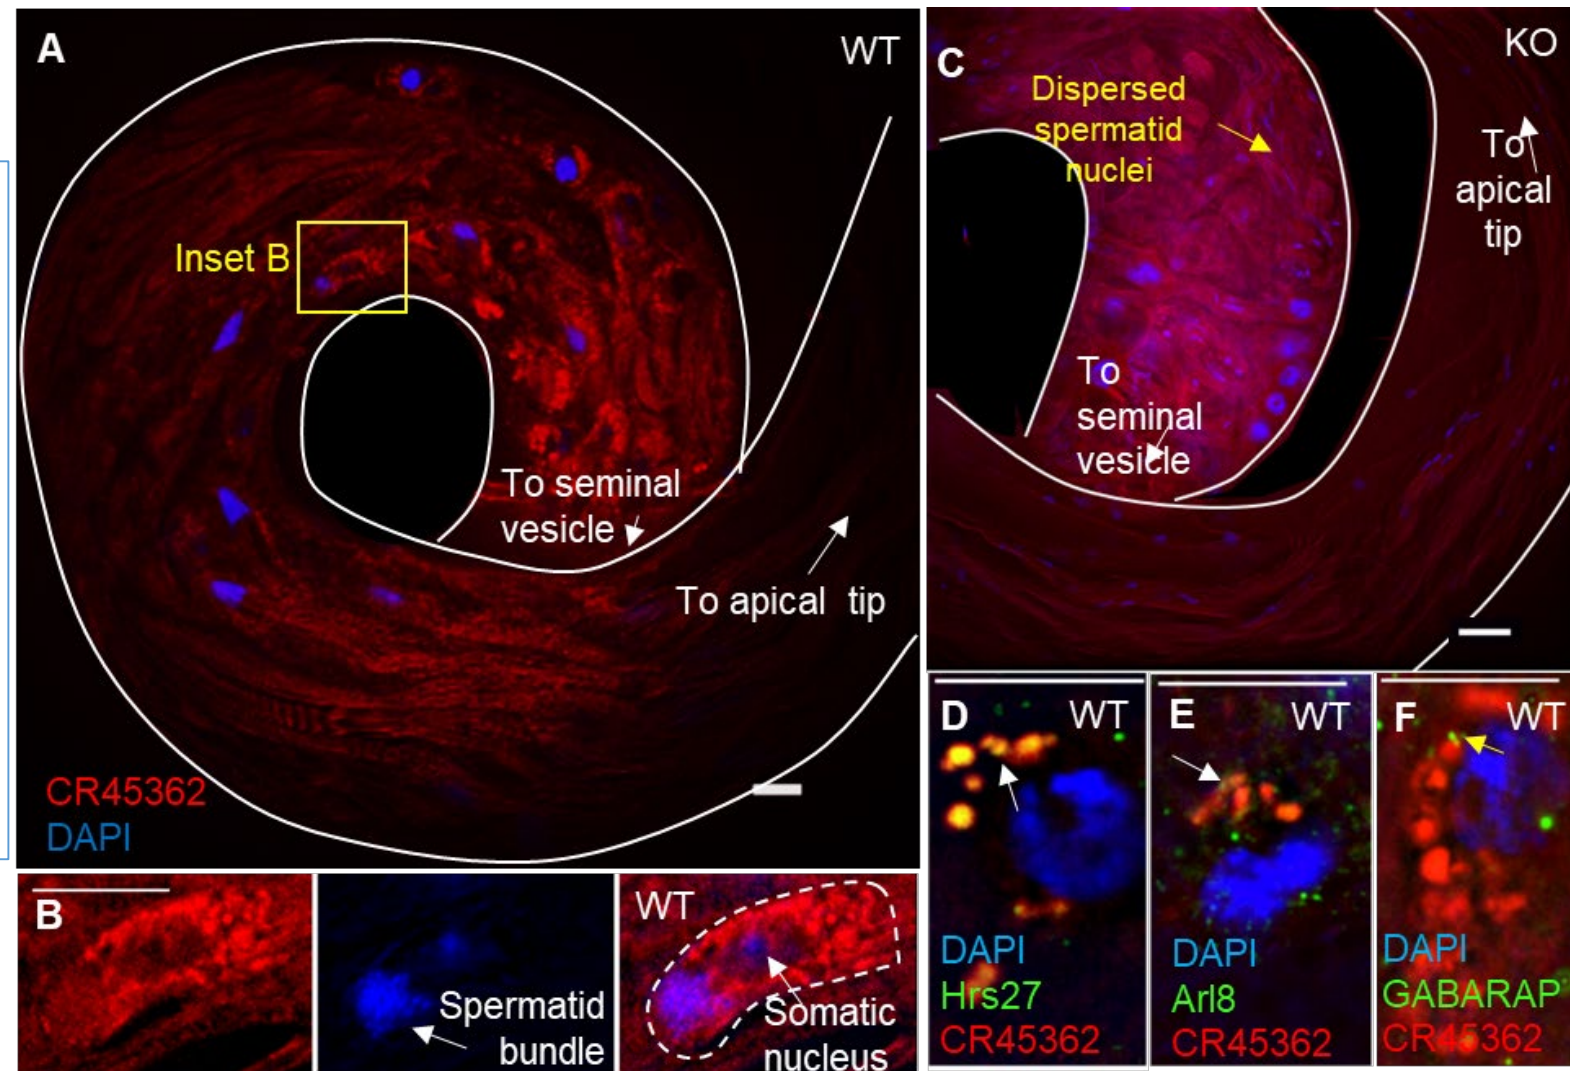 A
WT
Inset B
To seminal
vesicle
To apical tip
CR45362
DAPI
B
Spermatid
bundle
WT
Somatic
nucleus
C
KO
Dispersed
spermatid
nuclei
To
apical
tip
To
seminal
vesicle
D
WT
DAPI
Hrs27
CR45362
E
WT
DAPI
Arl8
CR45362
F
WT
DAPI
GABARAP
CR45362